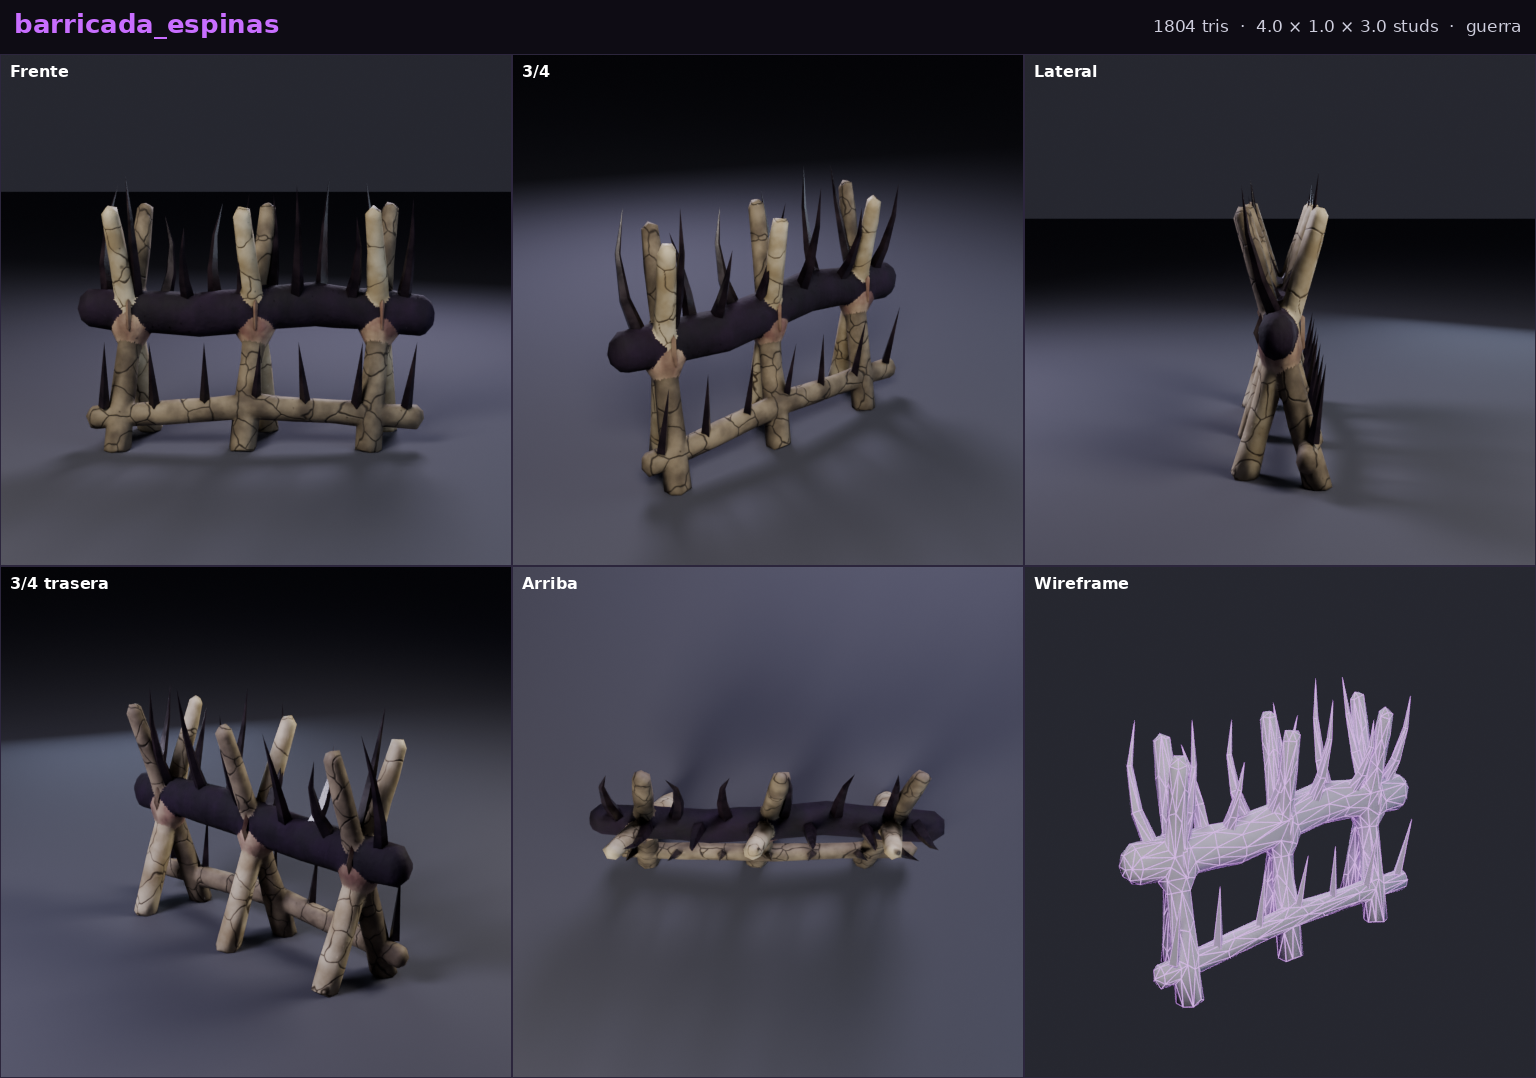 barricada_espinas
1804 tris · 4.0 × 1.0 × 3.0 studs · guerra
Frente
3/4
Lateral
3/4 trasera
Arriba
Wireframe